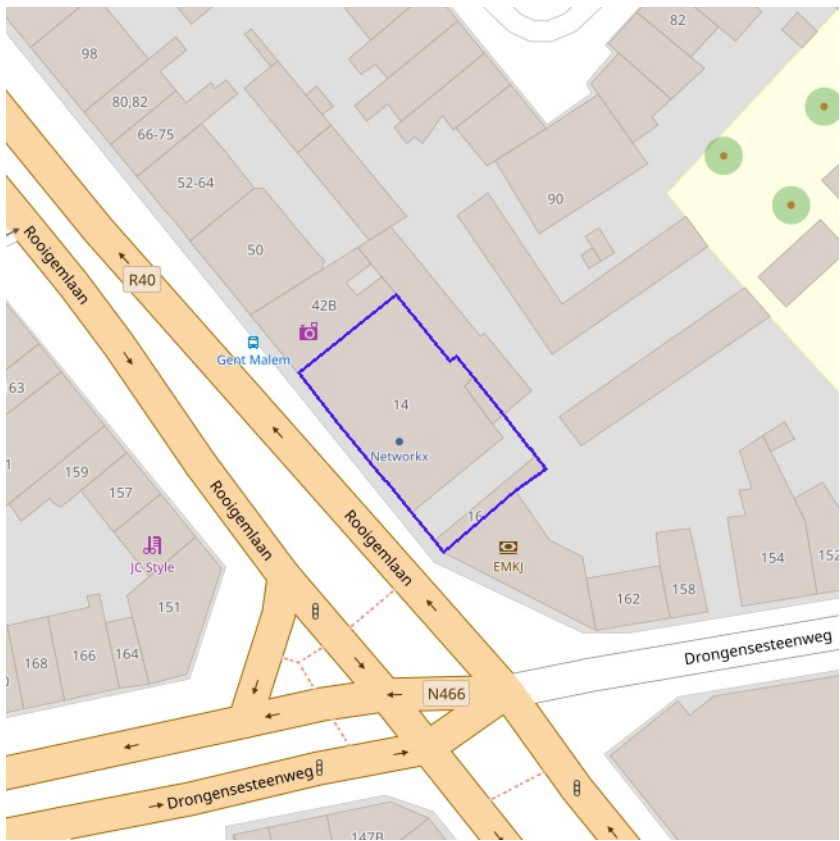 82
98
80,82
66-75
52-64
90
50
Rooigemlaan
R40
42B
Gent Malem
63
14
Networkx
159
157
Rooigemlaan
Rooigemlaan
16
JC Style
EMKJ
154
152
151
162
158
168
166
164
Drongensesteenweg
N466
Drongensesteenweg
147B